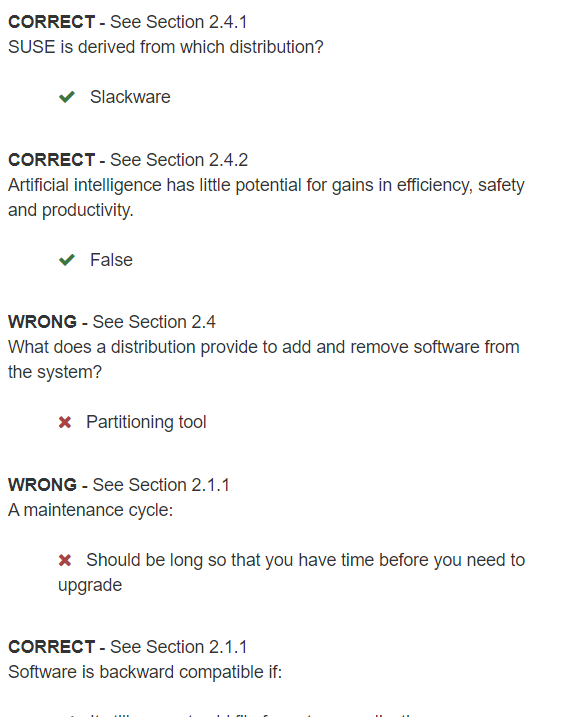 CORRECT - See Section 2.4.1
SUSE is derived from which distribution?
Slackware
CORRECT - See Section 2.4.2
Artificial intelligence has little potential for gains in efficiency, safety
and productivity.
False
WRONG - See Section 2.4
What does a distribution provide to add and remove software from
the system?
Partitioning tool
WRONG - See Section 2.1.1
A maintenance cycle:
Should be long so that you have time before you need to
upgrade
CORRECT - See Section 2.1.1
Software is backward compatible if: